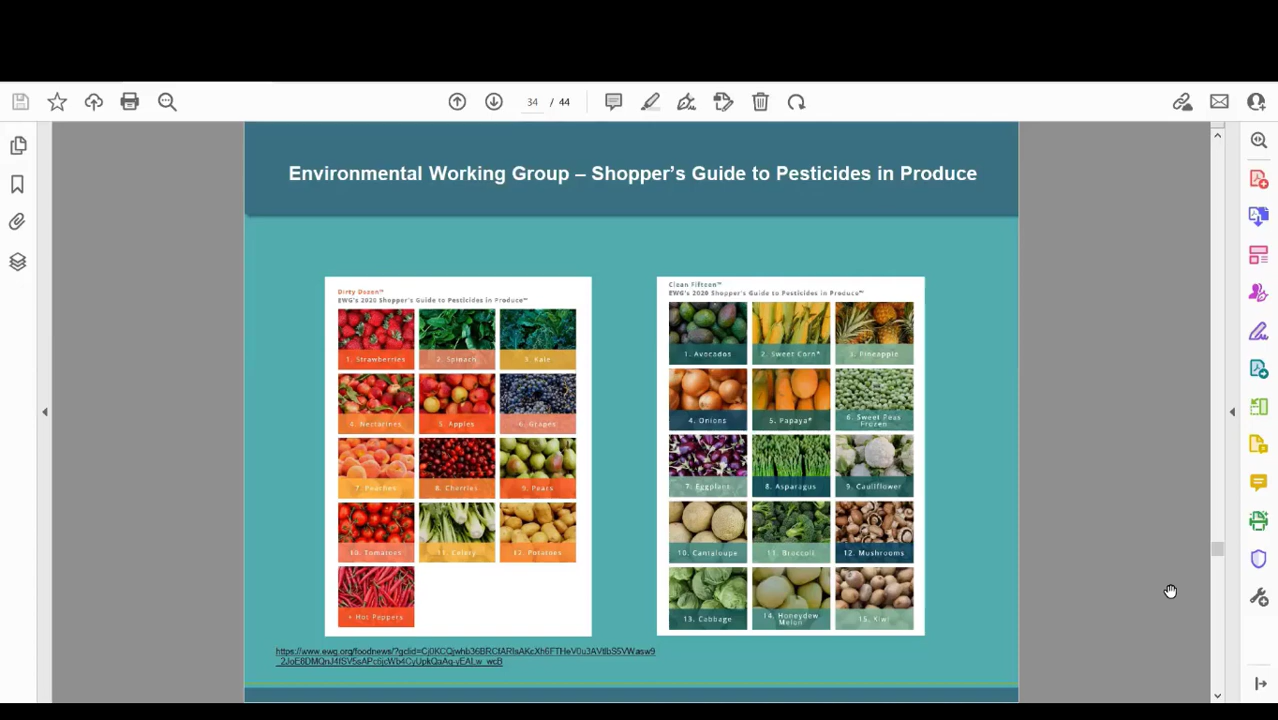 34 / 44
Environmental Working Group – Shopper's Guide to Pesticides in Produce
Dirty Dozen™
EWG's 2020 Shopper's Guide to Pesticides in Produce™
1. Strawberries
2. Spinach
3. Kale
4. Nectarines
5. Apples
6. Grapes
7. Peaches
8. Cherries
9. Pears
10. Tomatoes
11. Celery
12. Potatoes
+ Hot Peppers
Clean Fifteen™
EWG's 2020 Shopper's Guide to Pesticides in Produce™
1. Avocados
2. Sweet Corn*
3. Pineapple
4. Onions
5. Papaya*
6. Sweet Peas
Frozen
7. Eggplant
8. Asparagus
9. Cauliflower
10. Cantaloupe
11. Broccoli
12. Mushrooms
13. Cabbage
14. Honeydew
Melon
15. Kiwi